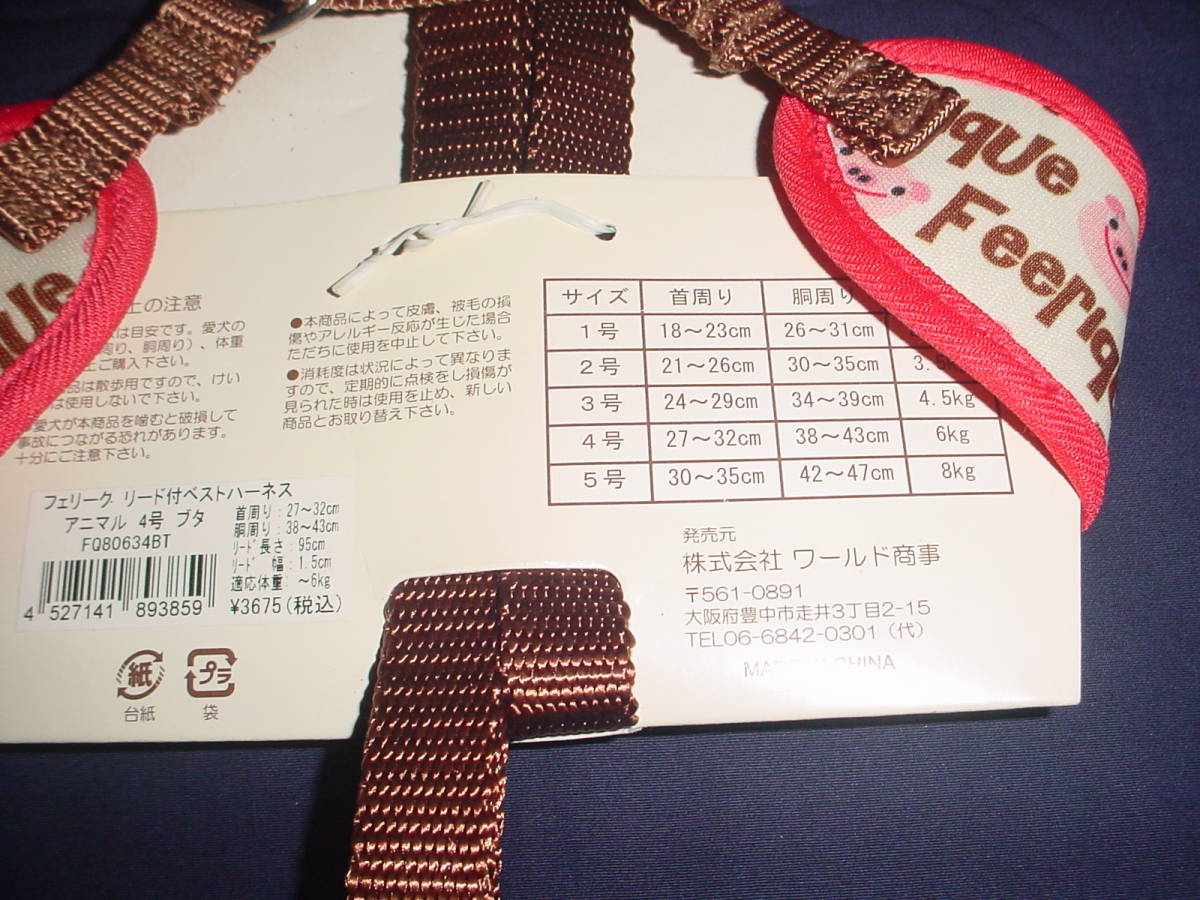 que
Feerique
上の注意
は目安です。愛犬の
周り、胴周り）、体重
ご購入下さい。
品は散歩用ですので、けい
は使用しないで下さい。
愛犬が本商品を噛むと破損して
事故につながる恐れがあります。
十分にご注意下さい。
●本商品によって皮膚、被毛の損
傷やアレルギー反応が生じた場合
ただちに使用を中止して下さい。
●消耗度は状況によって異なりま
すので、定期的に点検をし損傷が
見られた時は使用を止め、新しい
商品とお取り替え下さい。
サイズ 首周り 胴周り
1号 18～23cm 26～31cm
2号 21～26cm 30～35cm 3.5kg
3号 24～29cm 34～39cm 4.5kg
4号 27～32cm 38～43cm 6kg
5号 30～35cm 42～47cm 8kg
フェリーク リード付ベストハーネス
アニマル 4号 ブタ
FQ80634BT
4 527141 893859
首周り:27～32cm
胴周り:38～43cm
ﾘｰﾄﾞ長さ:95cm
ﾘｰﾄﾞ 幅:1.5cm
適応体重: ～6kg
¥3675(税込)
紙
台紙
プラ
袋
発売元
株式会社 ワールド商事
〒561-0891
大阪府豊中市走井3丁目2-15
TEL06-6842-0301（代）
MADE IN CHINA